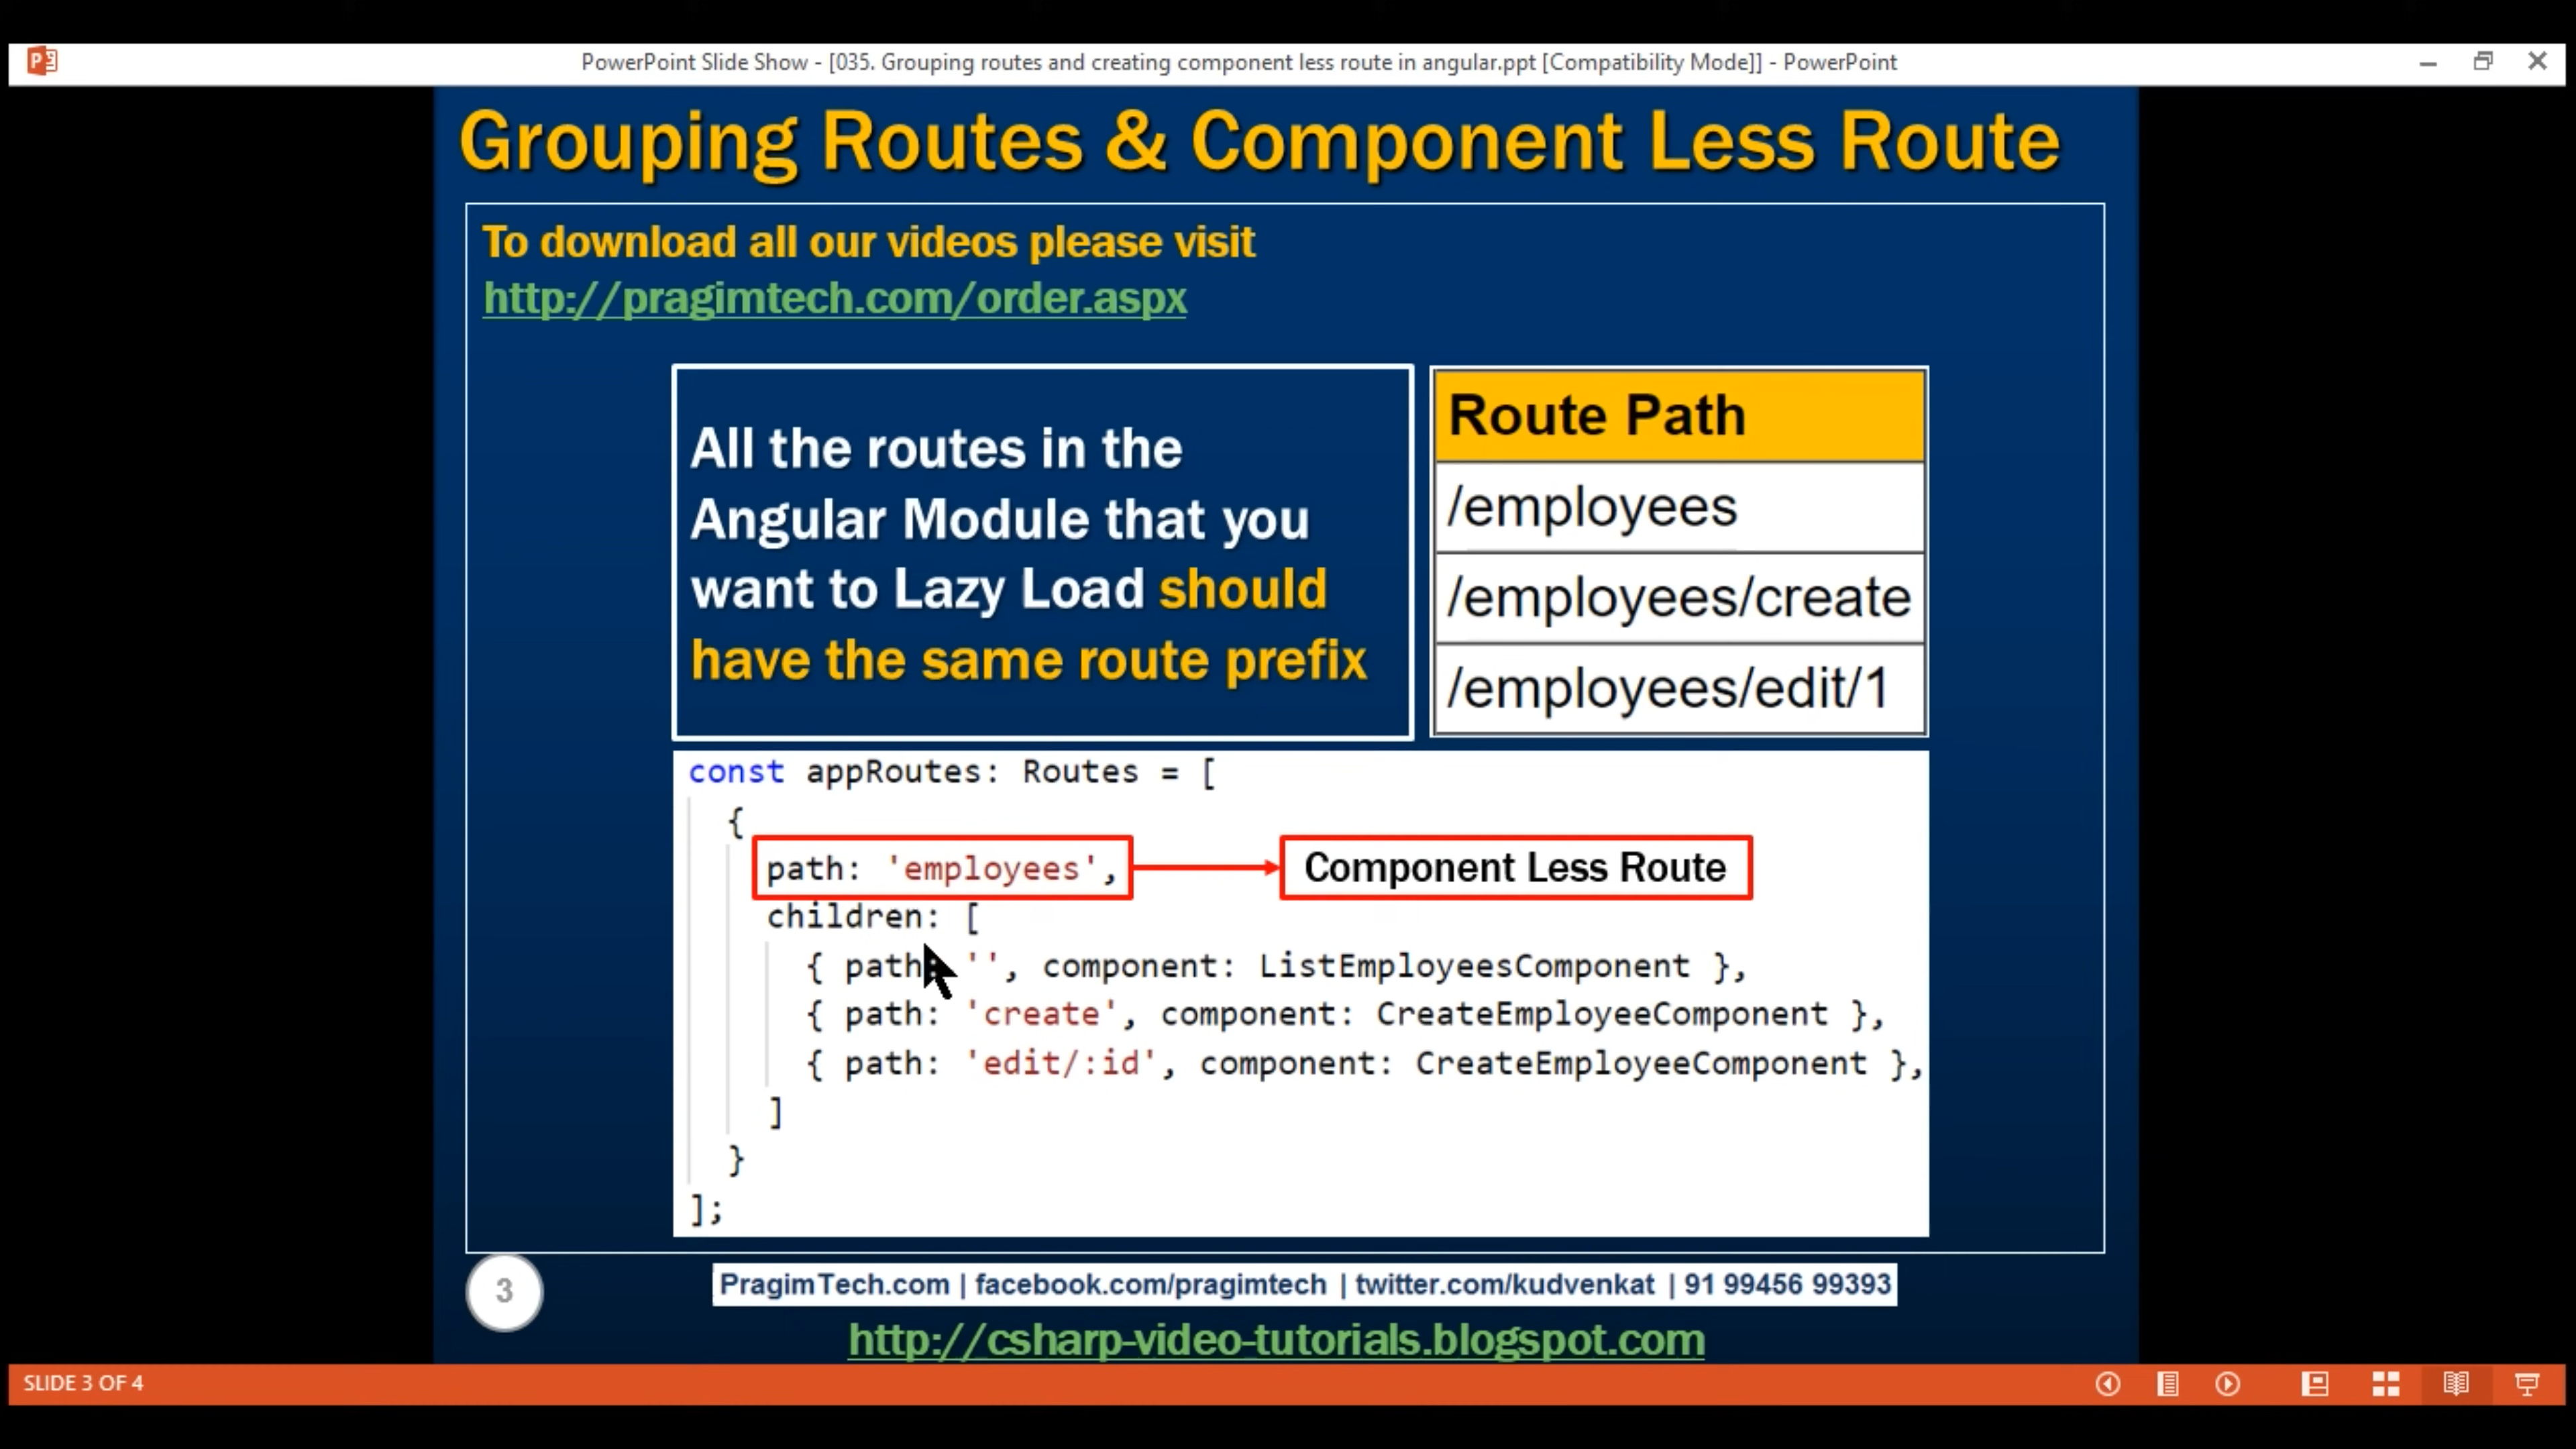 PowerPoint Slide Show - [035. Grouping routes and creating component less route in angular.ppt [Compatibility Mode]] - PowerPoint
Grouping Routes & Component Less Route
To download all our videos please visit
http://pragimtech.com/order.aspx
All the routes in the
Angular Module that you
want to Lazy Load should
have the same route prefix
Route Path
/employees
/employees/create
/employees/edit/1
const appRoutes: Routes = [
{
path: 'employees',
Component Less Route
children: [
{ path: '', component: ListEmployeesComponent },
{ path: 'create', component: CreateEmployeeComponent },
{ path: 'edit/:id', component: CreateEmployeeComponent },
]
}
];
3
PragimTech.com | facebook.com/pragimtech | twitter.com/kudvenkat | 91 99456 99393
http://csharp-video-tutorials.blogspot.com
SLIDE 3 OF 4